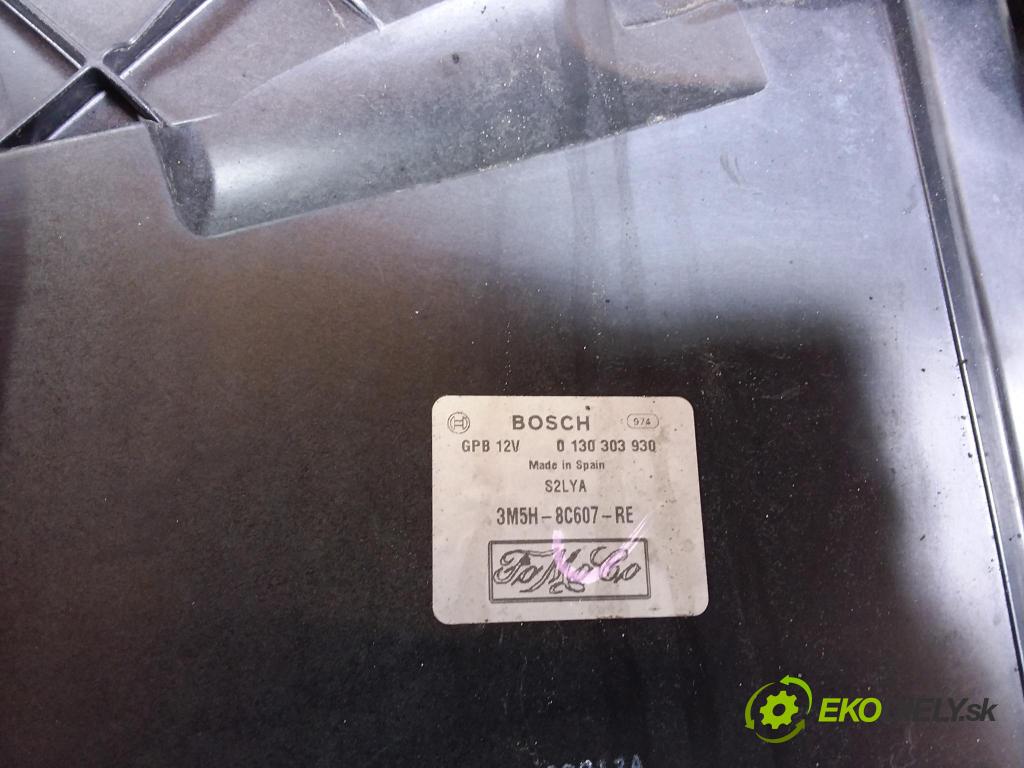 BOSCH 974
GPB 12V 0 130 303 930
Made in Spain
S2LYA
3M5H-8C607-RE
FoMoCo
EKODIELY.sk